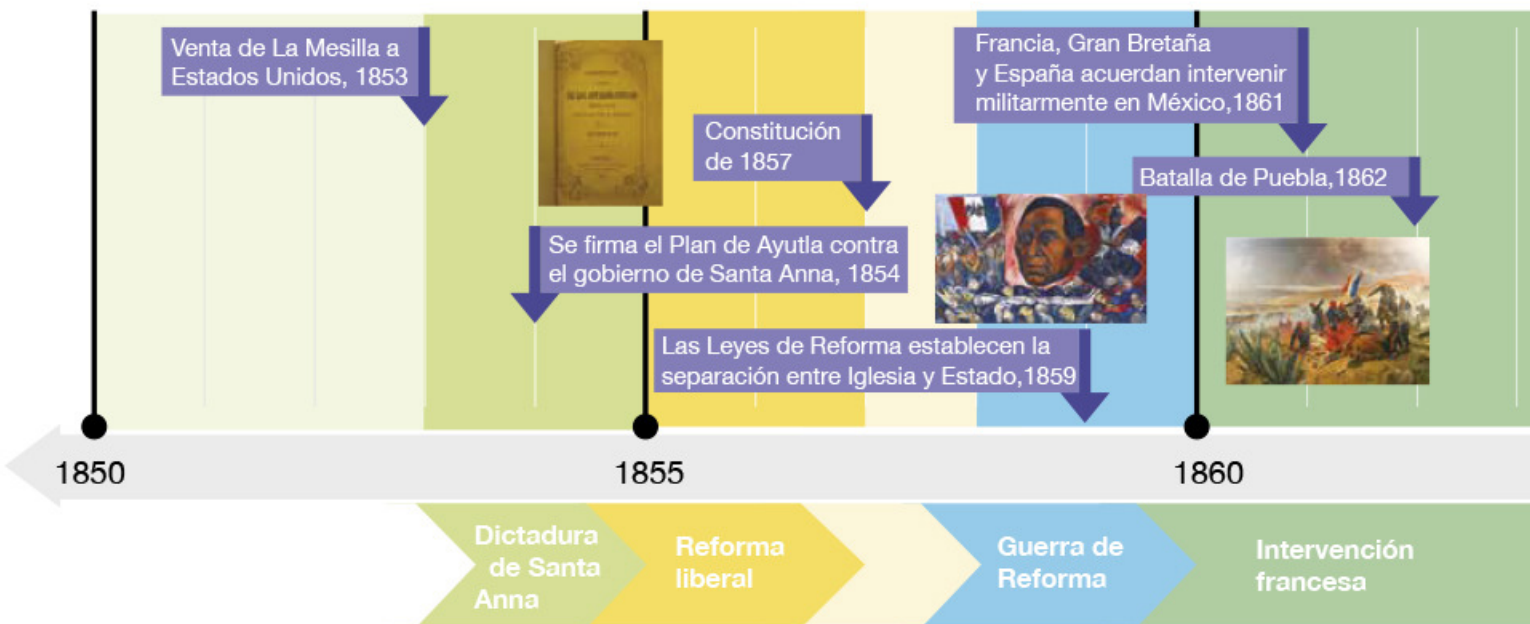 Venta de La Mesilla a
Estados Unidos, 1853
Francia, Gran Bretaña
y España acuerdan intervenir
militarmente en México,1861
Constitución
de 1857
Batalla de Puebla,1862
Se firma el Plan de Ayutla contra
el gobierno de Santa Anna, 1854
Las Leyes de Reforma establecen la
separación entre Iglesia y Estado,1859
1850
1855
1860
Dictadura
de Santa
Anna
Reforma
liberal
Guerra de
Reforma
Intervención
francesa